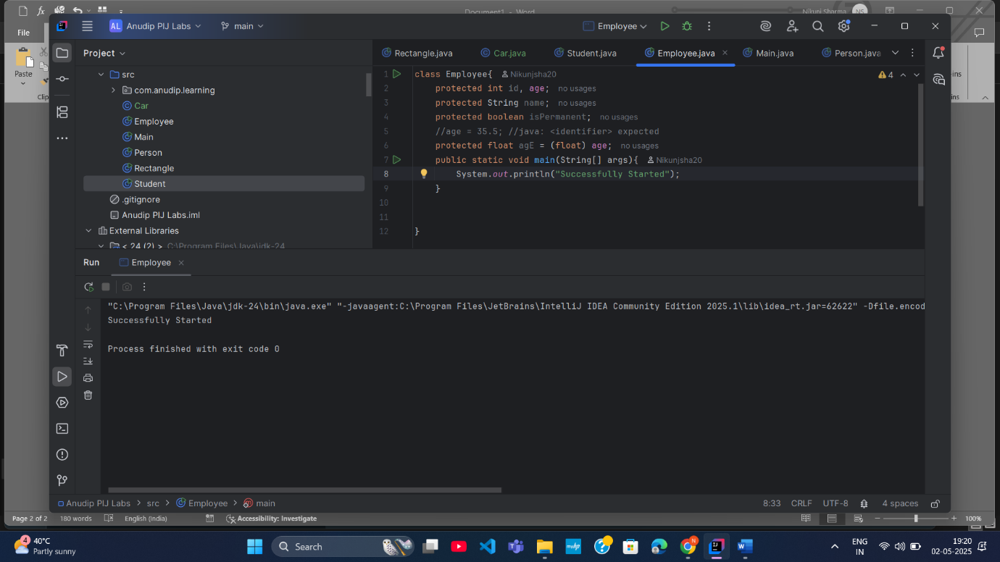 Document1 - Word
Nikunj Sharma NS
File
Paste
AL Anudip PIJ Labs main Employee
Project
Rectangle.java Car.java Student.java Employee.java Main.java Person.java
src
com.anudip.learning
Car
Employee
Main
Person
Rectangle
Student
.gitignore
Anudip PIJ Labs.iml
External Libraries
< 24 (2) > C:\Program Files\Java\jdk-24
4
1 class Employee{ Nikunjsha20
2 protected int id, age; no usages
3 protected String name; no usages
4 protected boolean isPermanent; no usages
5 //age = 35.5; //java: <identifier> expected
6 protected float agE = (float) age; no usages
7 public static void main(String[] args){ Nikunjsha20
8 System.out.println("Successfully Started");
9 }
10
11
12 }
Run Employee
"C:\Program Files\Java\jdk-24\bin\java.exe" "-javaagent:C:\Program Files\JetBrains\IntelliJ IDEA Community Edition 2025.1\lib\idea_rt.jar=62622" -Dfile.encod
Successfully Started
Process finished with exit code 0
Anudip PIJ Labs > src > Employee > main 8:33 CRLF UTF-8 4 spaces
Page 2 of 2 180 words English (India) Accessibility: Investigate 100%
4 40°C
Partly sunny
Search
ENG
IN
19:20
02-05-2025